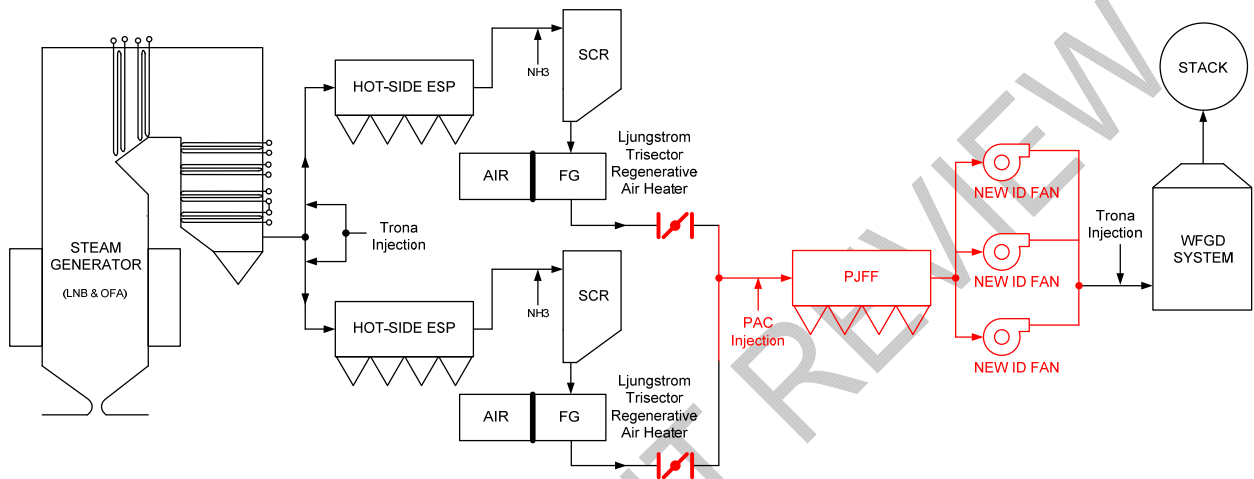 STEAM
GENERATOR
(LNB & OFA)
HOT-SIDE ESP
NH3
SCR
AIR
FG
Ljungstrom
Trisector
Regenerative
Air Heater
Trona
Injection
HOT-SIDE ESP
NH3
SCR
AIR
FG
Ljungstrom
Trisector
Regenerative
Air Heater
PAC
Injection
PJFF
NEW ID FAN
NEW ID FAN
NEW ID FAN
Trona
Injection
WFGD
SYSTEM
STACK
NT REVIEW